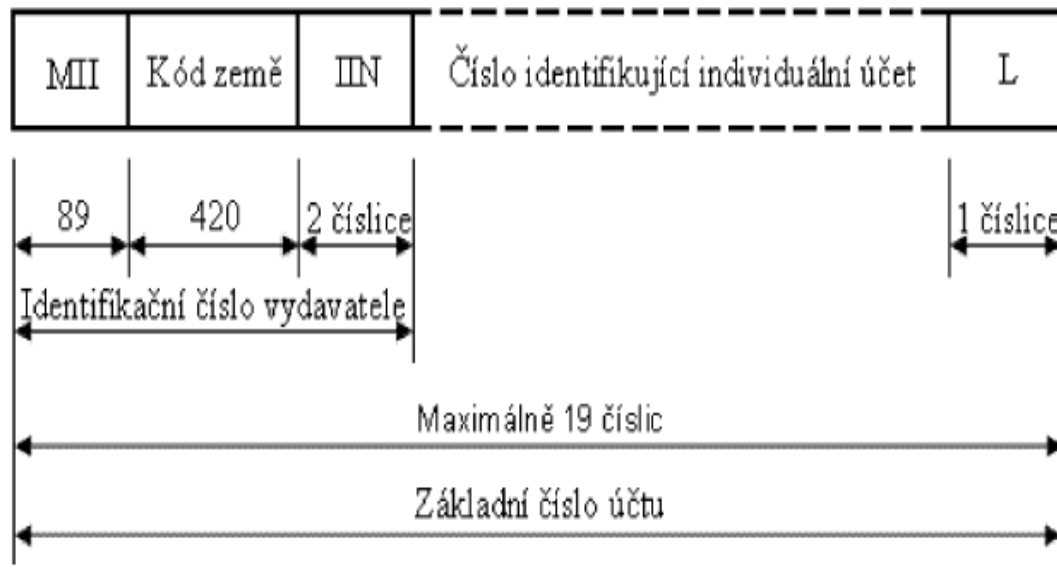 MII Kód země IIN Číslo identifikující individuální účet L
89 420 2 číslice 1 číslice
Identifikační číslo vydavatele
Maximálně 19 číslic
Základní číslo účtu